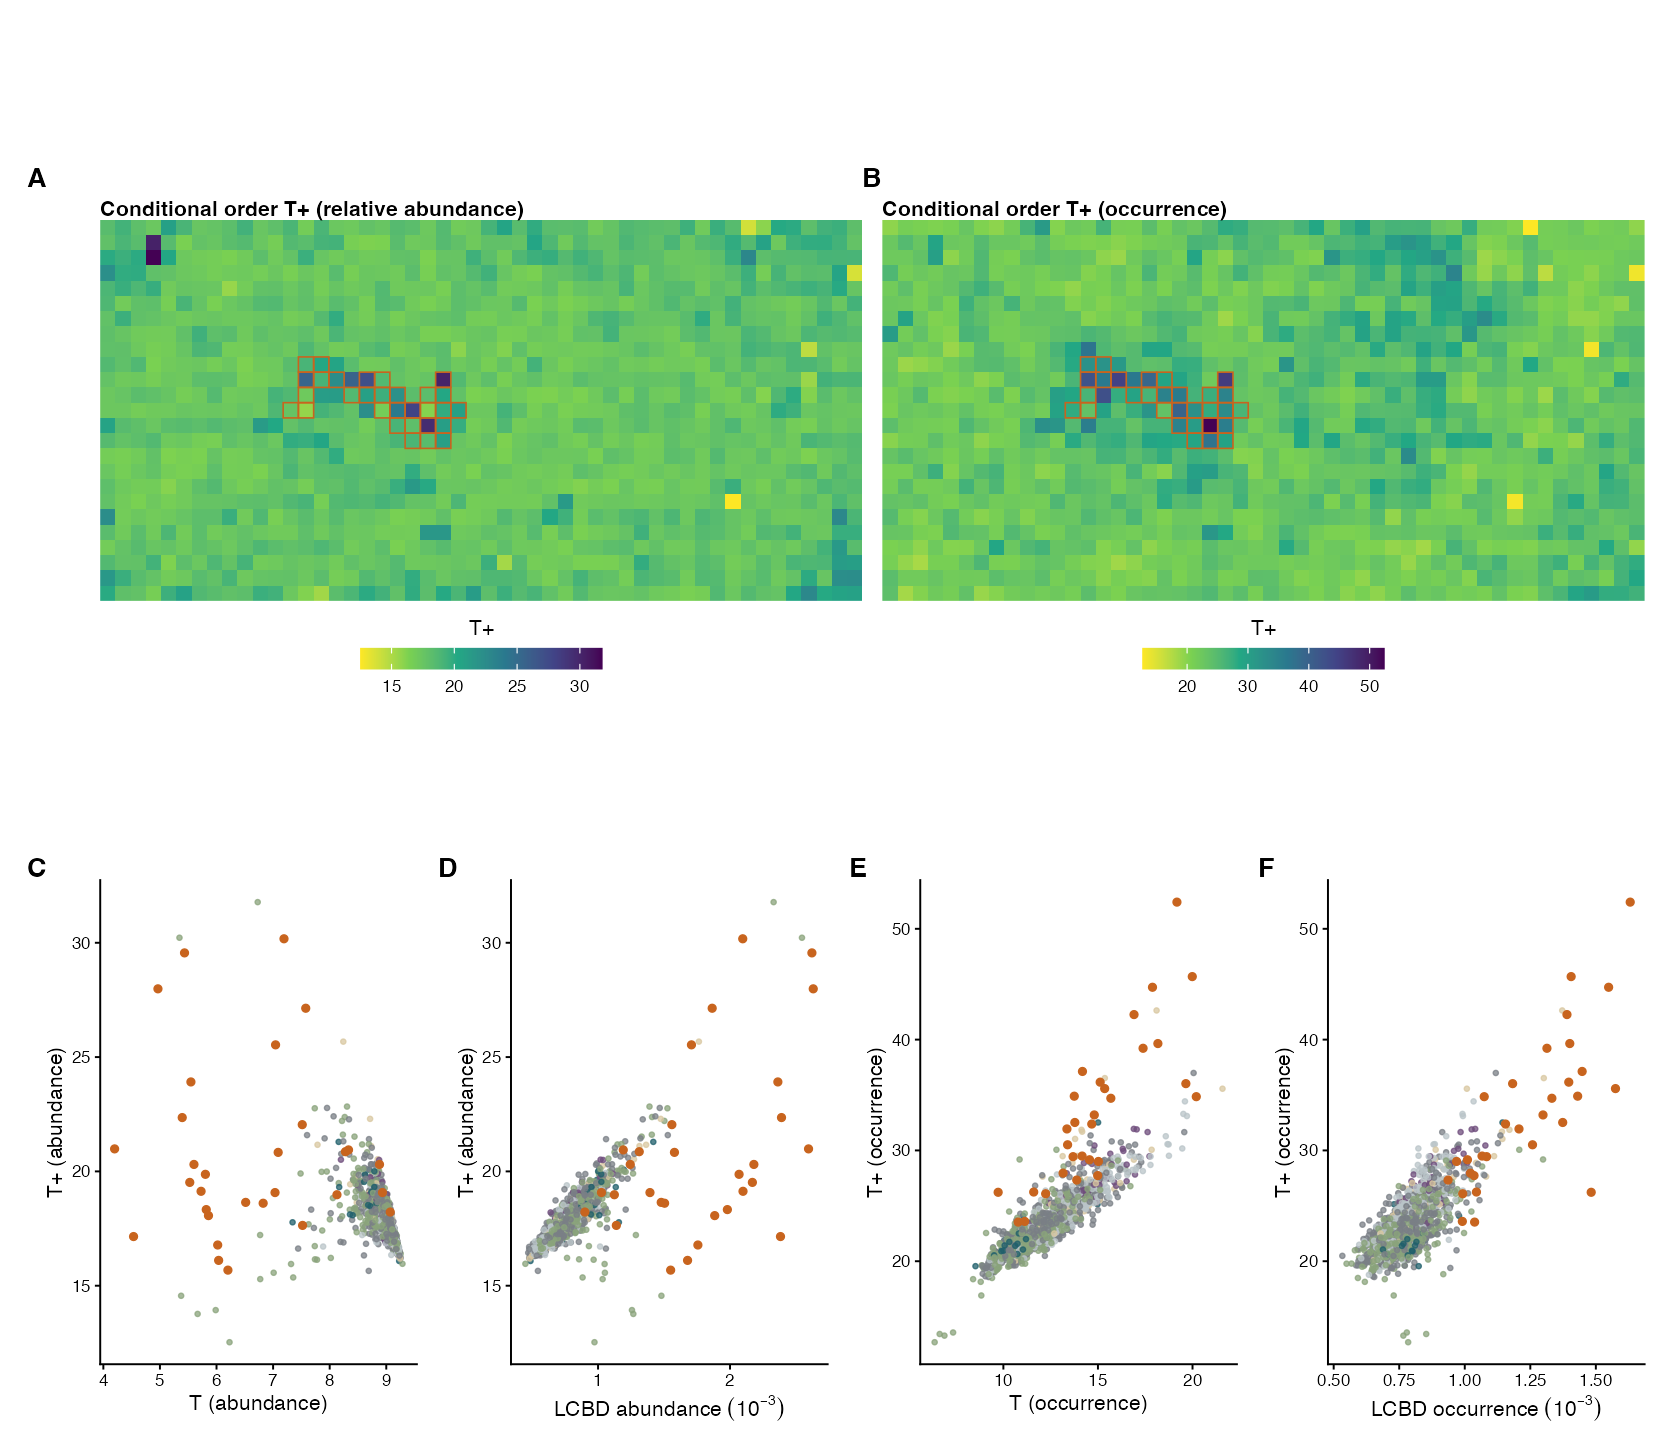 A
B
Conditional order T+ (relative abundance)
Conditional order T+ (occurrence)
T+
15 20 25 30
T+
20 30 40 50
C
D
E
F
T+ (abundance)
30
25
20
15
4 5 6 7 8 9
T (abundance)
T+ (abundance)
30
25
20
15
1 2
LCBD abundance (10⁻³)
T+ (occurrence)
50
40
30
20
10 15 20
T (occurrence)
T+ (occurrence)
50
40
30
20
0.50 0.75 1.00 1.25 1.50
LCBD occurrence (10⁻³)